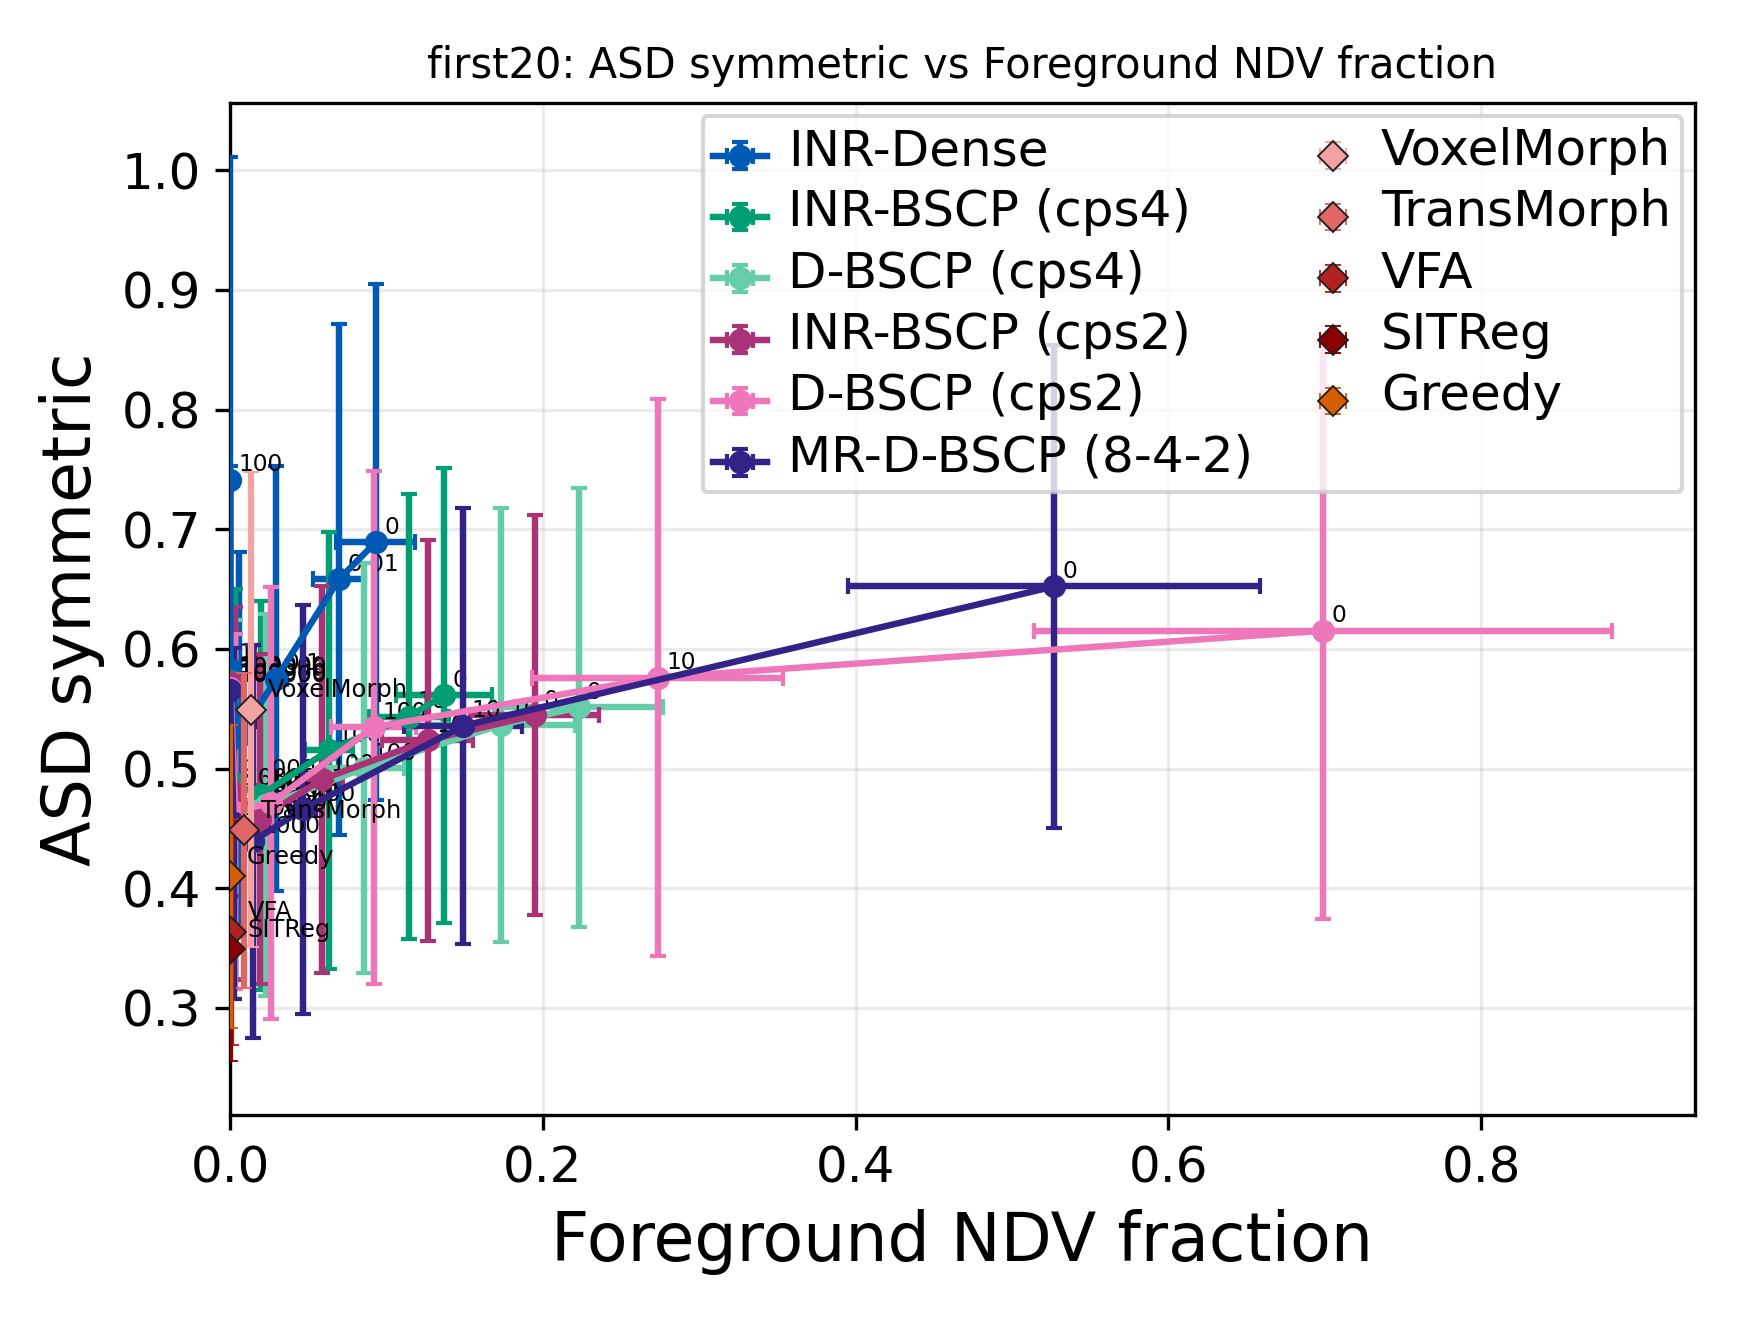 first20: ASD symmetric vs Foreground NDV fraction
INR-Dense
INR-BSCP (cps4)
D-BSCP (cps4)
INR-BSCP (cps2)
D-BSCP (cps2)
MR-D-BSCP (8-4-2)
VoxelMorph
TransMorph
VFA
SITReg
Greedy
1.0
0.9
0.8
0.7
0.6
0.5
0.4
0.3
ASD symmetric
100
0
0
0
10
0
VoxelMorph
10
TransMorph
Greedy
VFA
SITReg
0.0
0.2
0.4
0.6
0.8
Foreground NDV fraction